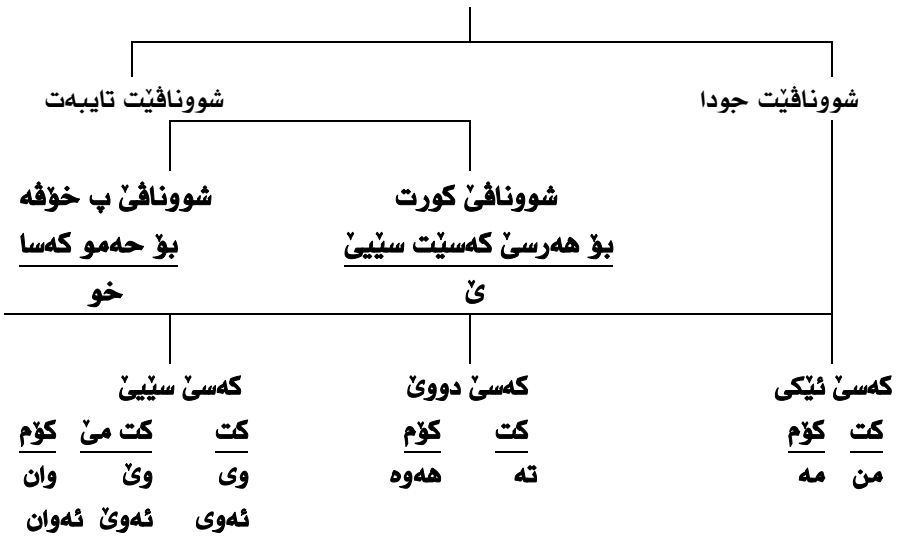 شووناڤێت جودا شووناڤێت تایبەت
شووناڤێ کورت شووناڤێ پ خۆڤە
بۆ هەرسێ کەسێت سێیێ بۆ حەمو کەسا
ێ خو
کەسێ ئێکی کەسێ دووێ کەسێ سێیێ
کت کۆم کت کۆم کت کت مێ کۆم
من مە تە هەوە وی وێ وان
ئەوی ئەوێ ئەوان